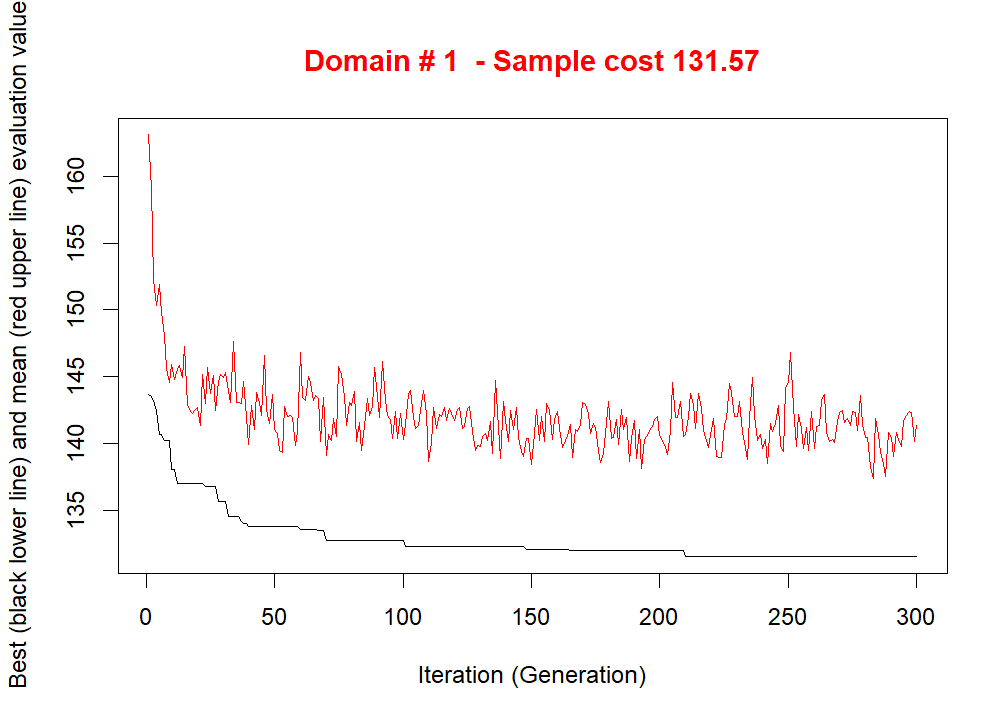 Domain # 1  - Sample cost 131.57
Best (black lower line) and mean (red upper line) evaluation value
160
155
150
145
140
135
0 50 100 150 200 250 300
Iteration (Generation)